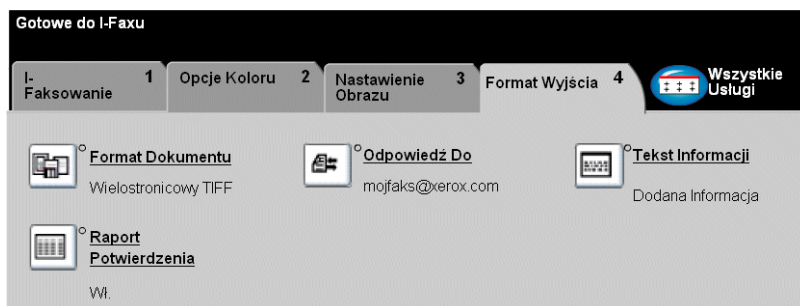 Gotowe do I-Faxu
I-
Faksowanie
1
Opcje Koloru 2
Nastawienie
Obrazu
3
Format Wyjścia 4
Wszystkie
Usługi
Format Dokumentu
Wielostronicowy TIFF
Odpowiedź Do
mojfaks@xerox.com
Tekst Informacji
Dodana Informacja
Raport
Potwierdzenia
Wł.